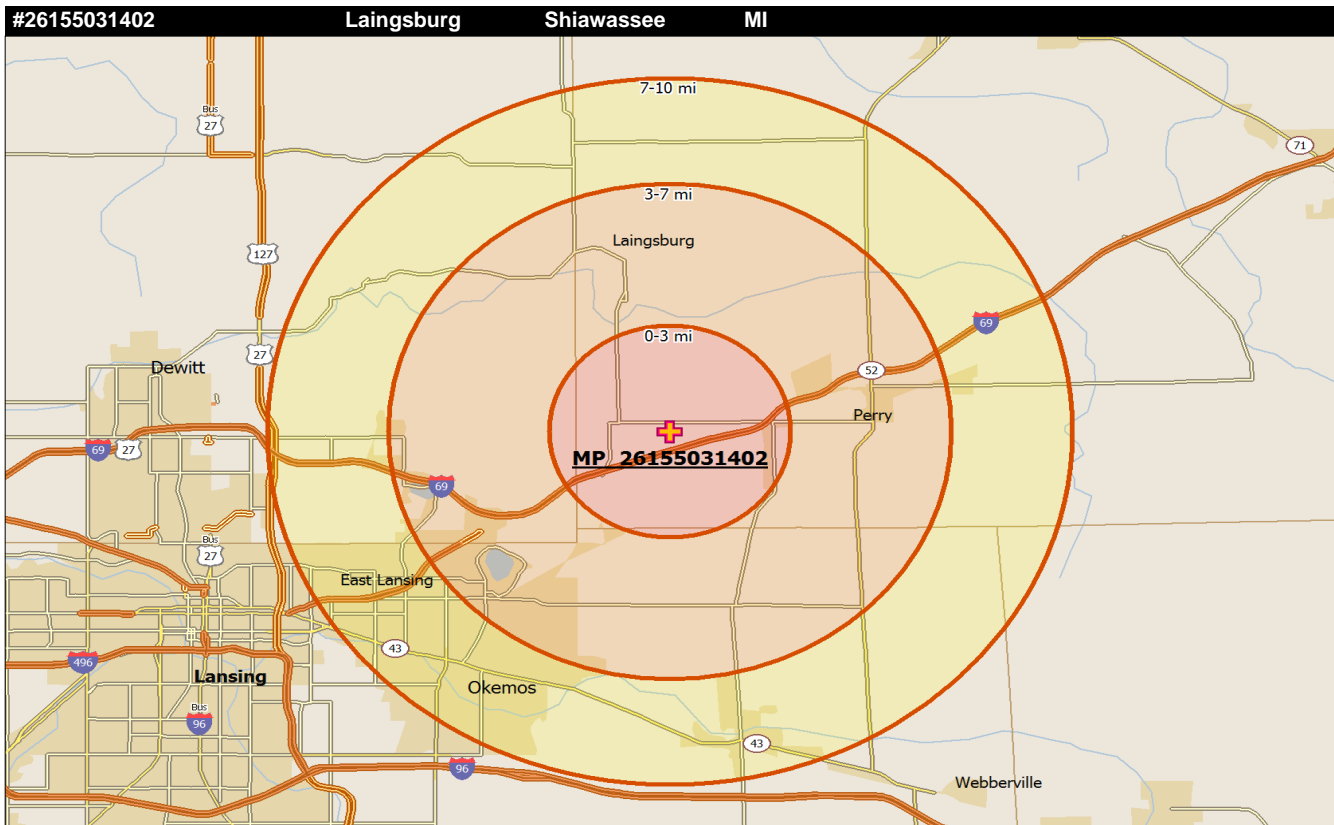 #26155031402 Laingsburg Shiawassee MI
7-10 mi
Bus
27
71
3-7 mi
Laingsburg
127
69
0-3 mi
27
Dewitt
52
Perry
MP 26155031402
69
27
69
Bus
27
East Lansing
43
496
Lansing
Okemos
Bus
96
43
96
Webberville